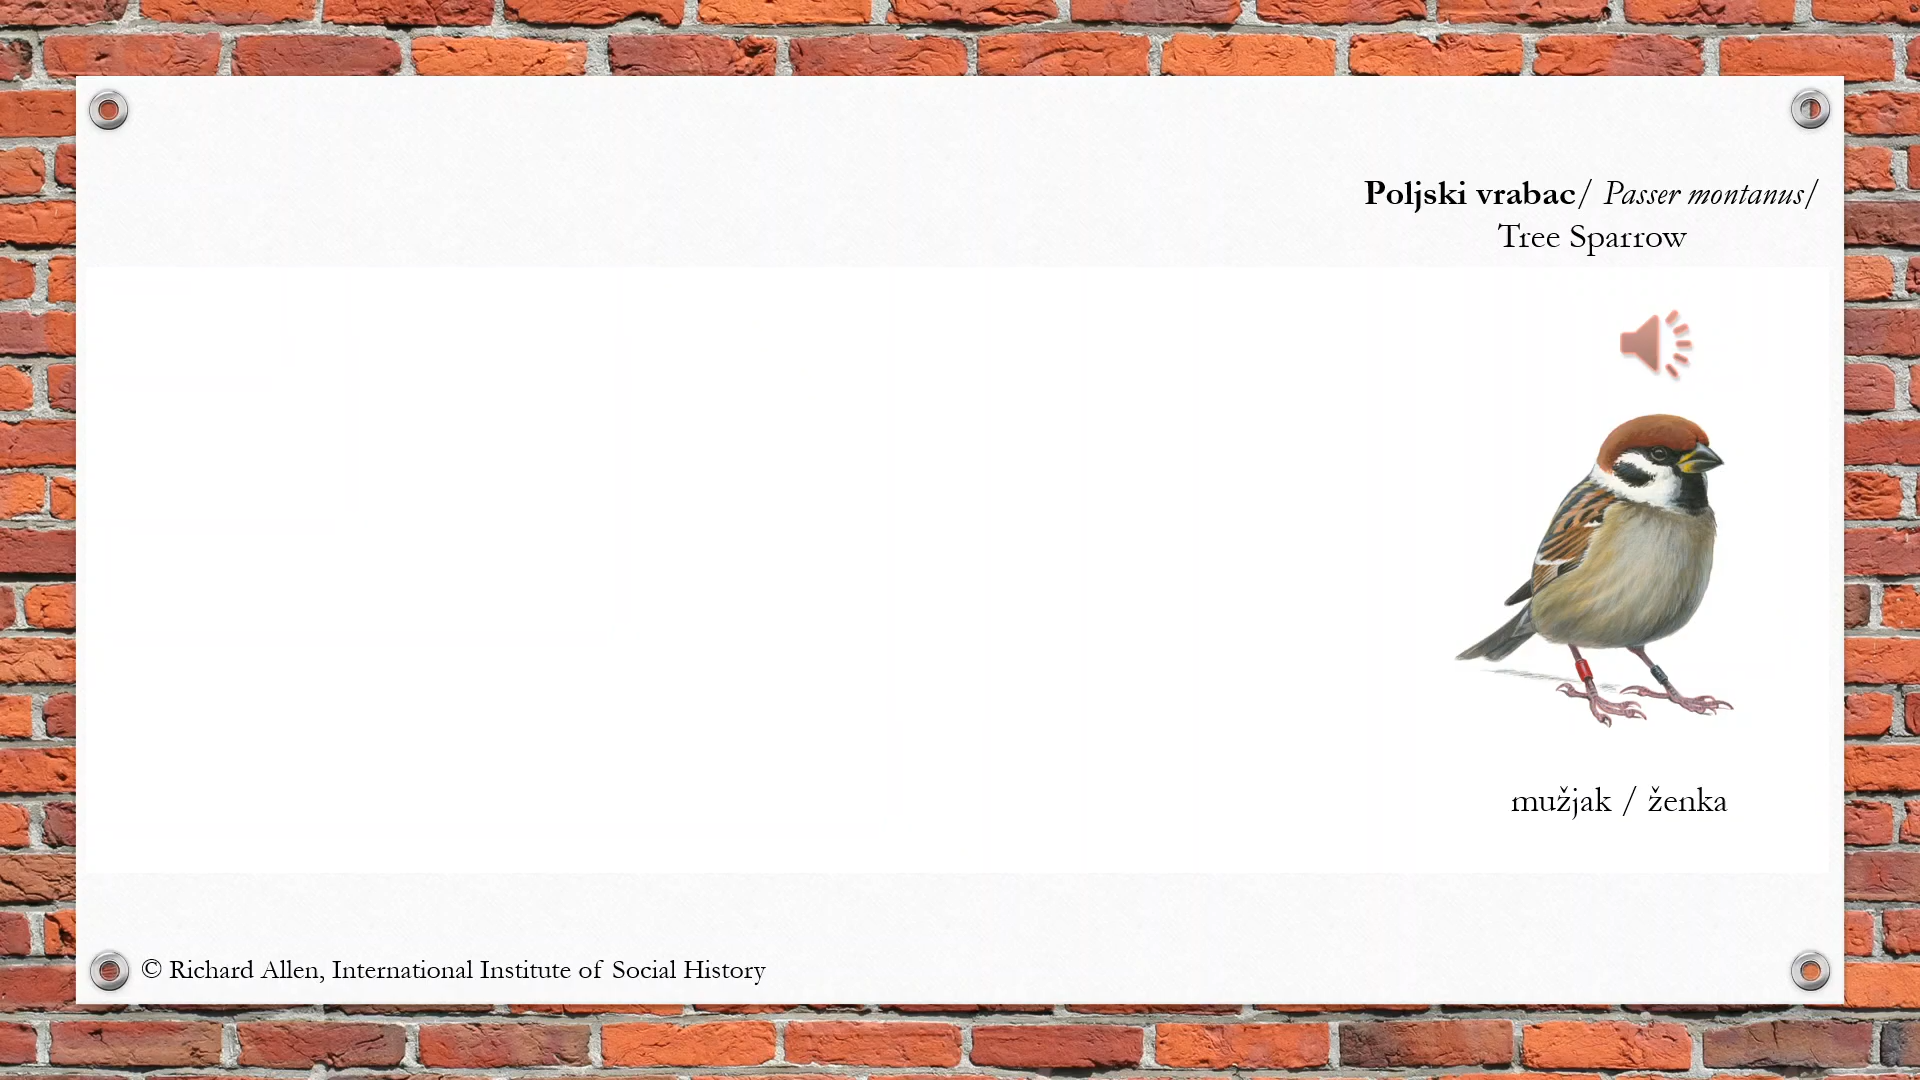 Poljski vrabac/ Passer montanus/
Tree Sparrow
mužjak / ženka
© Richard Allen, International Institute of Social History